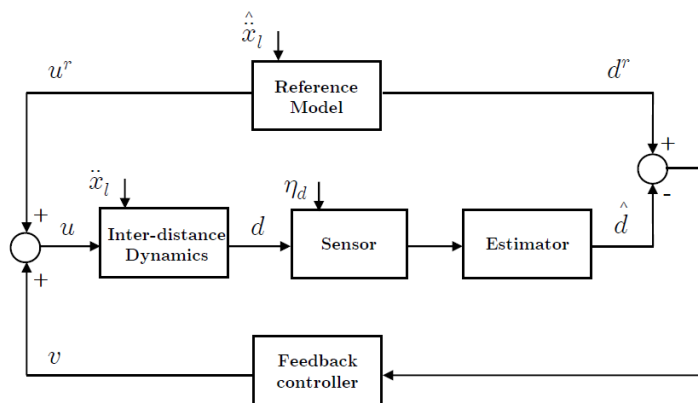 $\hat{\ddot{x}}_l$
$u^r$
Reference
Model
$d^r$
+
-
$\ddot{x}_l$
$\eta_d$
+
$u$
Inter-distance
Dynamics
$d$
Sensor
Estimator
$\hat{d}$
+
$v$
Feedback
controller